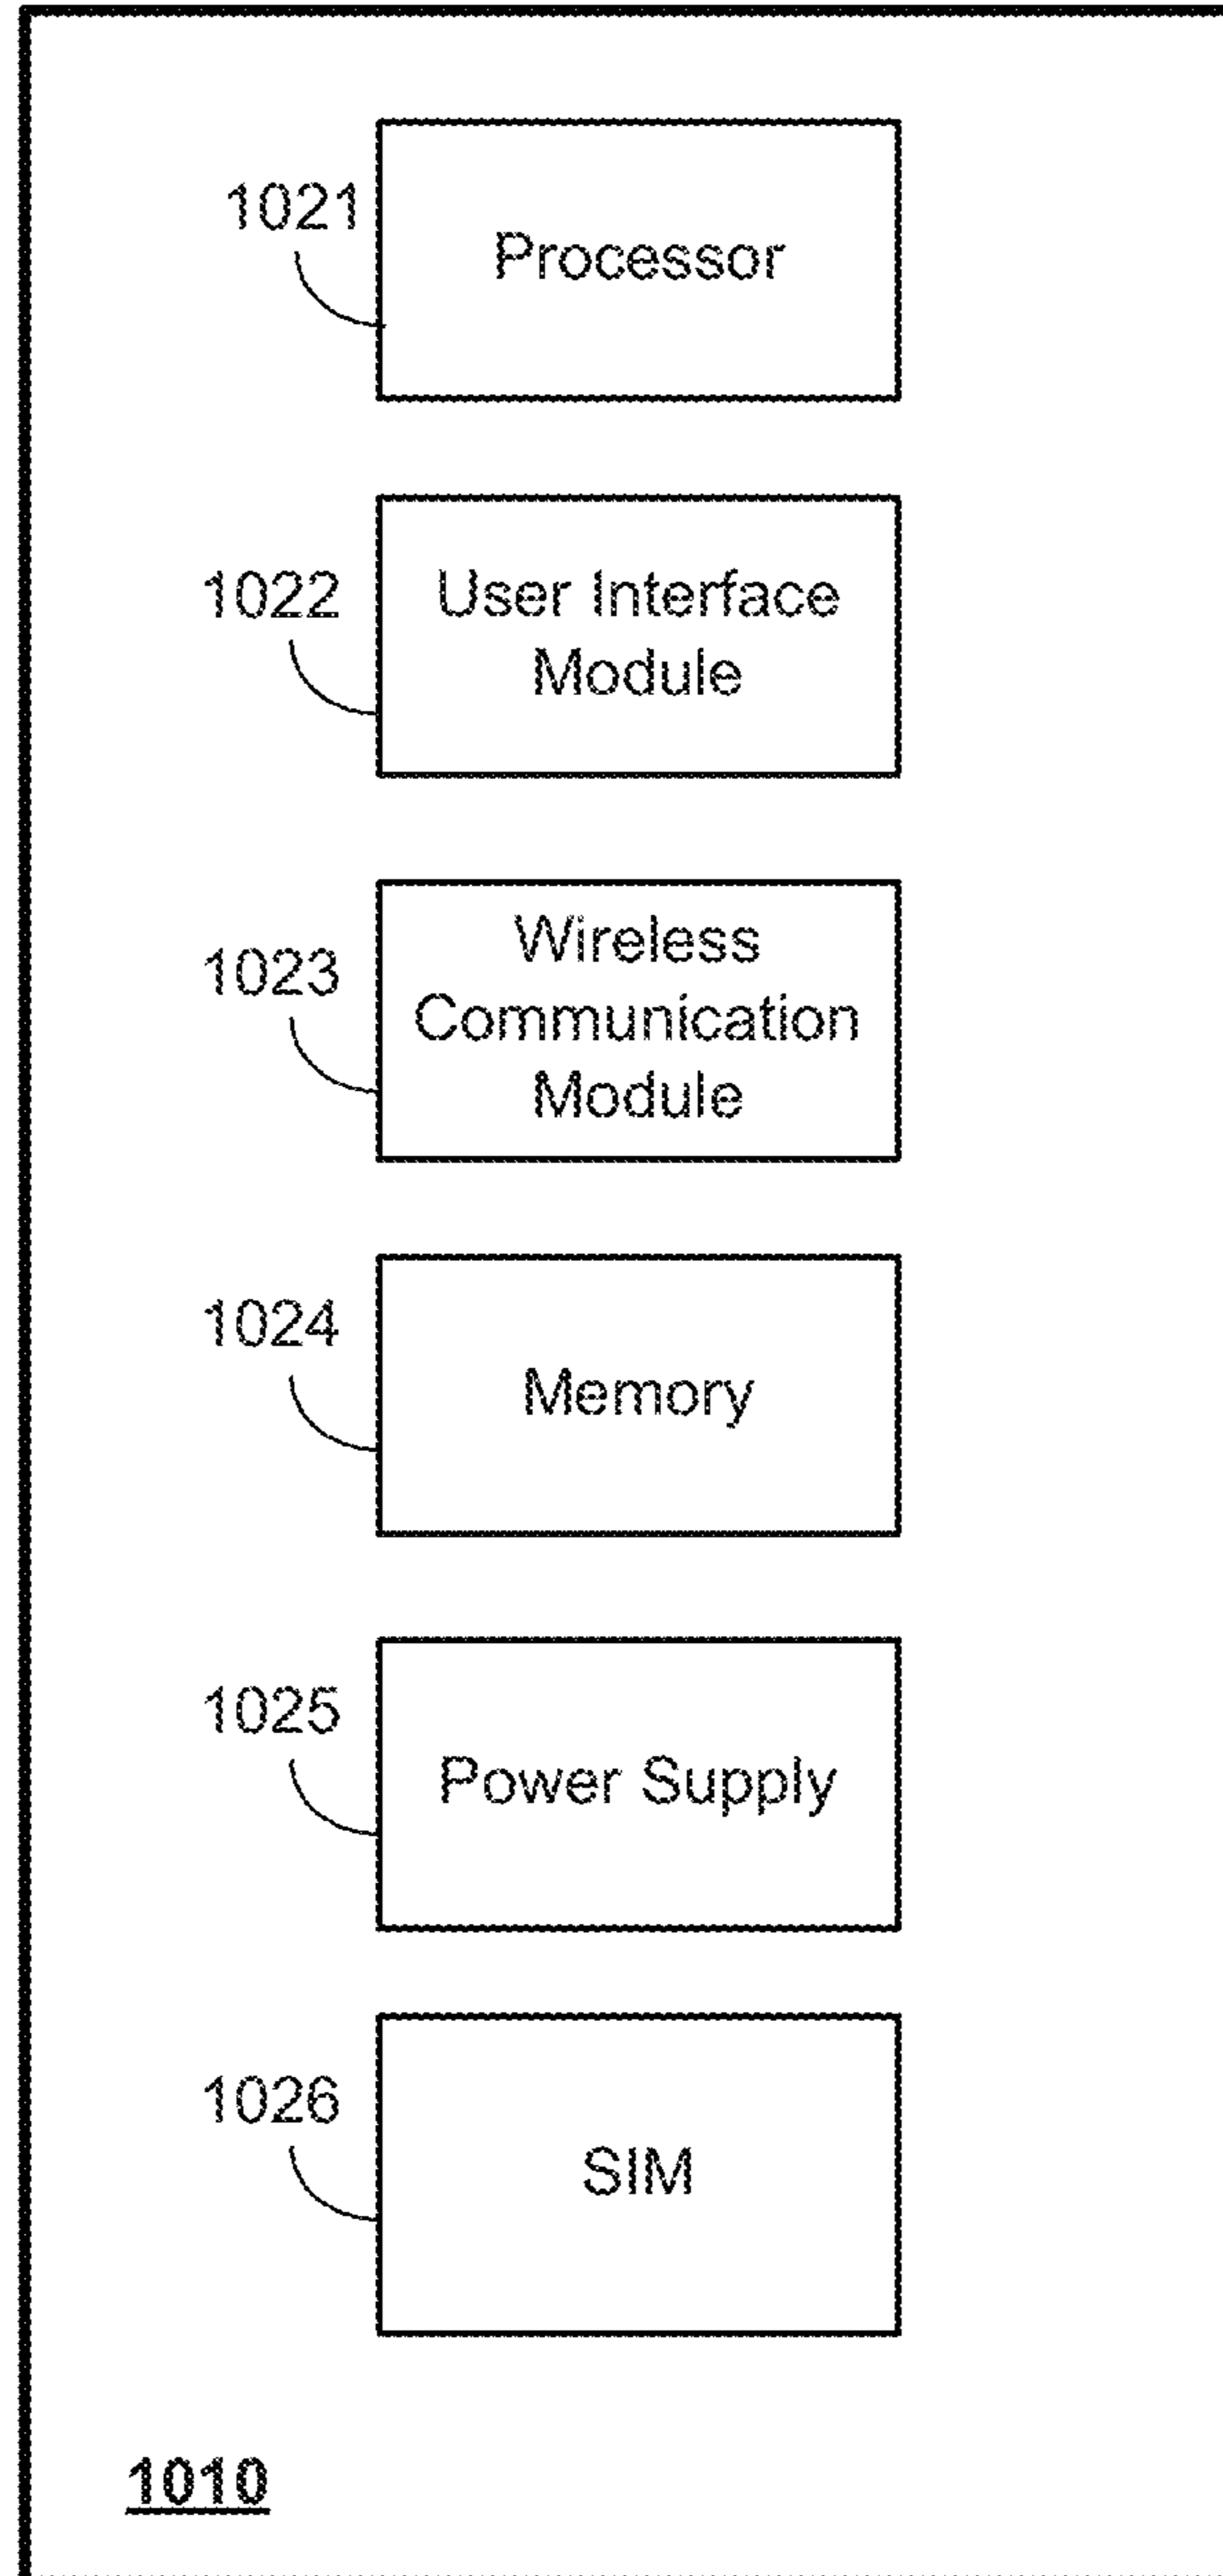 1021
Processor
1022
User Interface
Module
1023
Wireless
Communication
Module
1024
Memory
1025
Power Supply
1026
SIM
1010